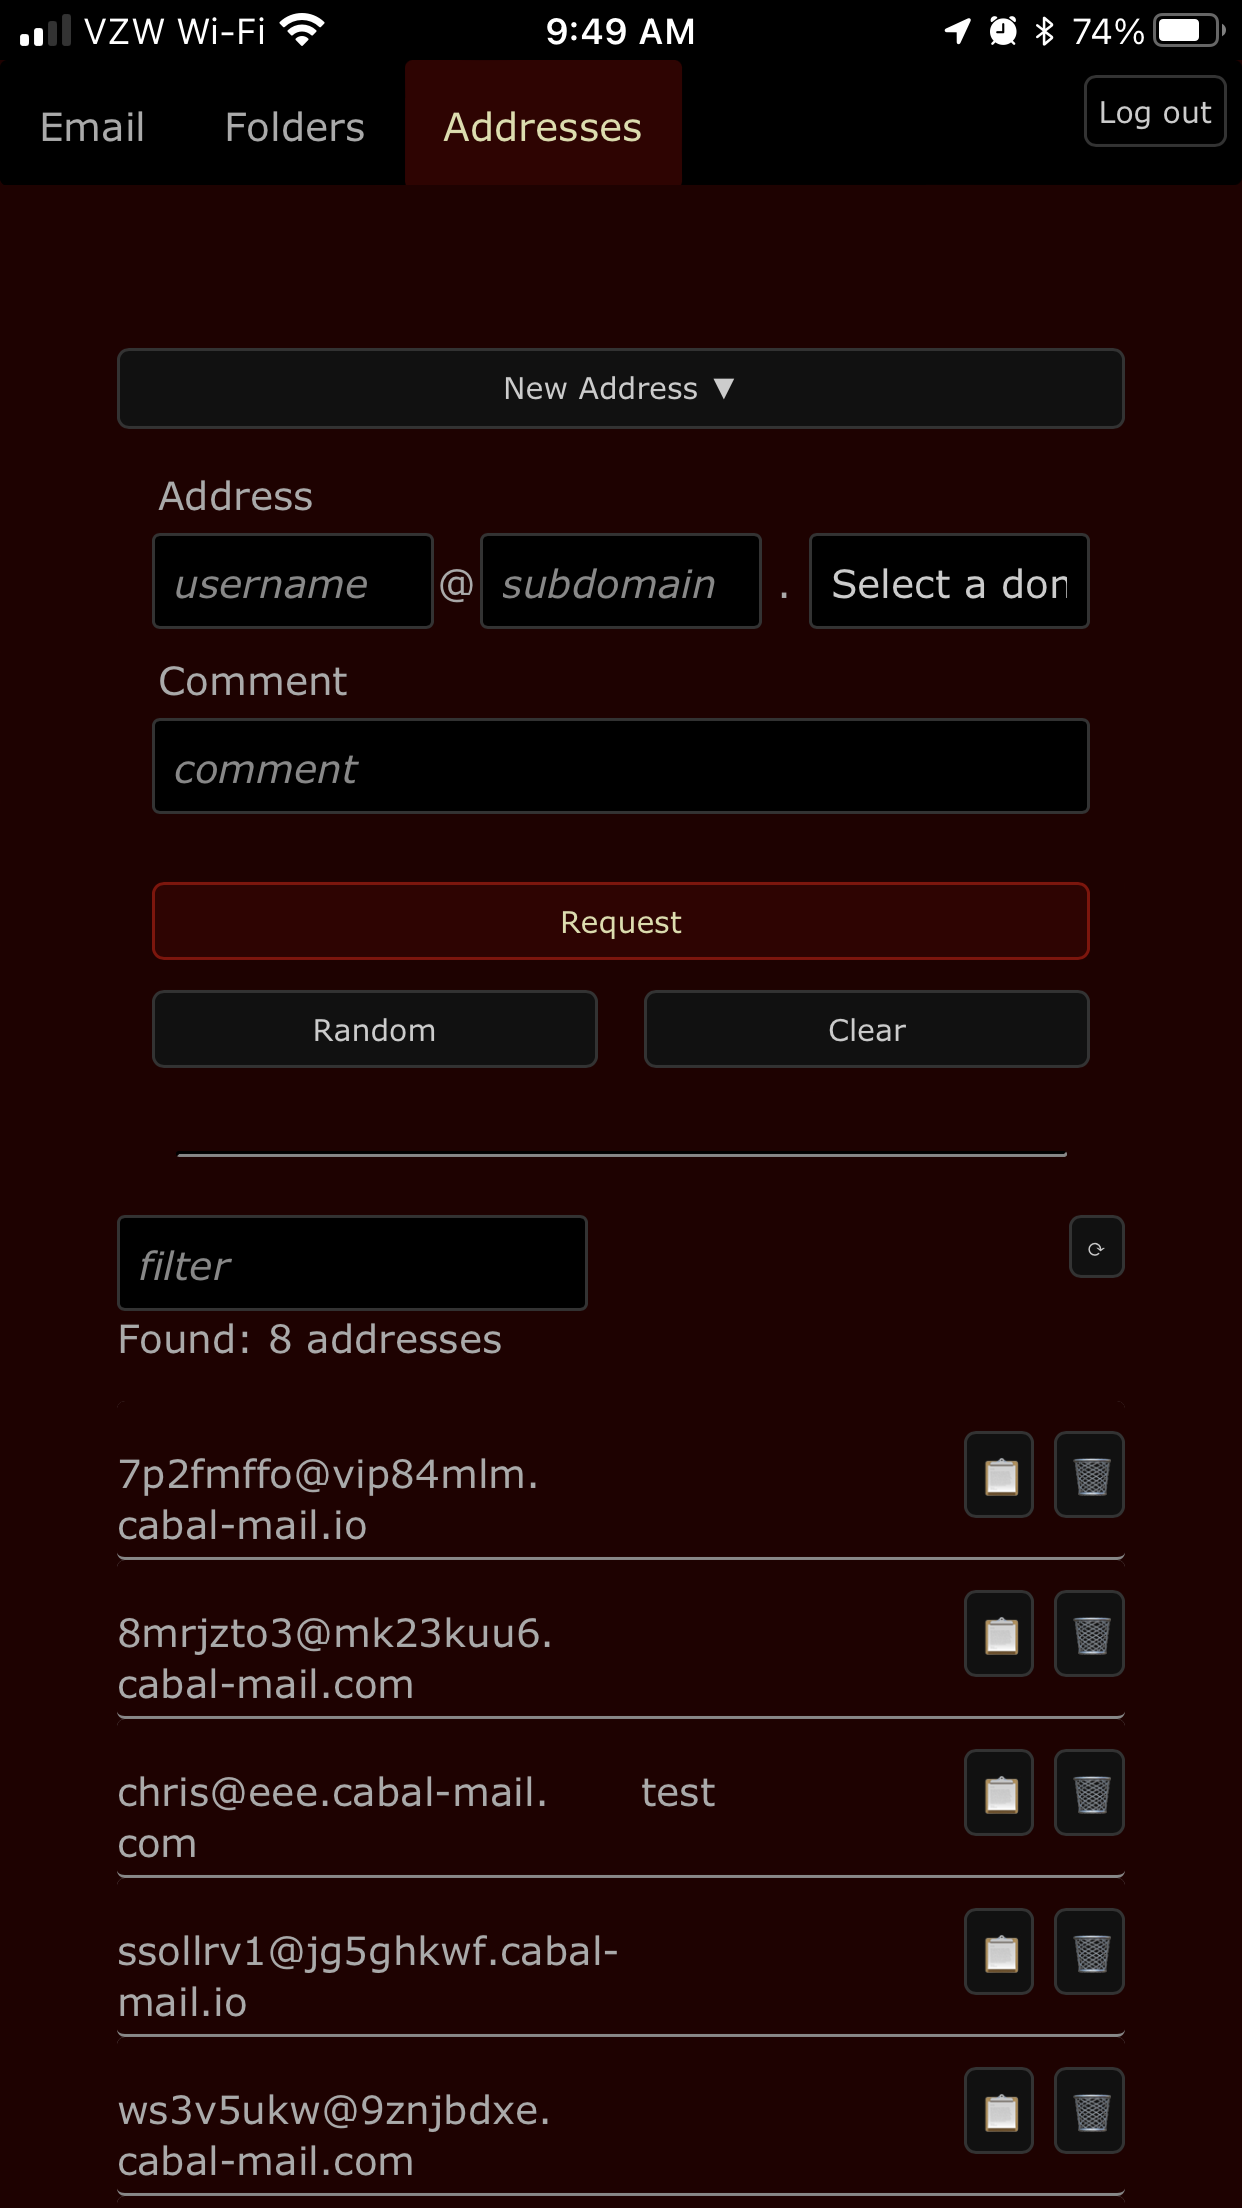 VZW Wi-Fi 9:49 AM 74%
Email Folders Addresses Log out
New Address ▼
Address
username @ subdomain . Select a dom
Comment
comment
Request
Random Clear
filter
Found: 8 addresses
7p2fmffo@vip84mlm.
cabal-mail.io
8mrjzto3@mk23kuu6.
cabal-mail.com
chris@eee.cabal-mail. test
com
ssollrv1@jg5ghkwf.cabal-
mail.io
ws3v5ukw@9znjbdxe.
cabal-mail.com